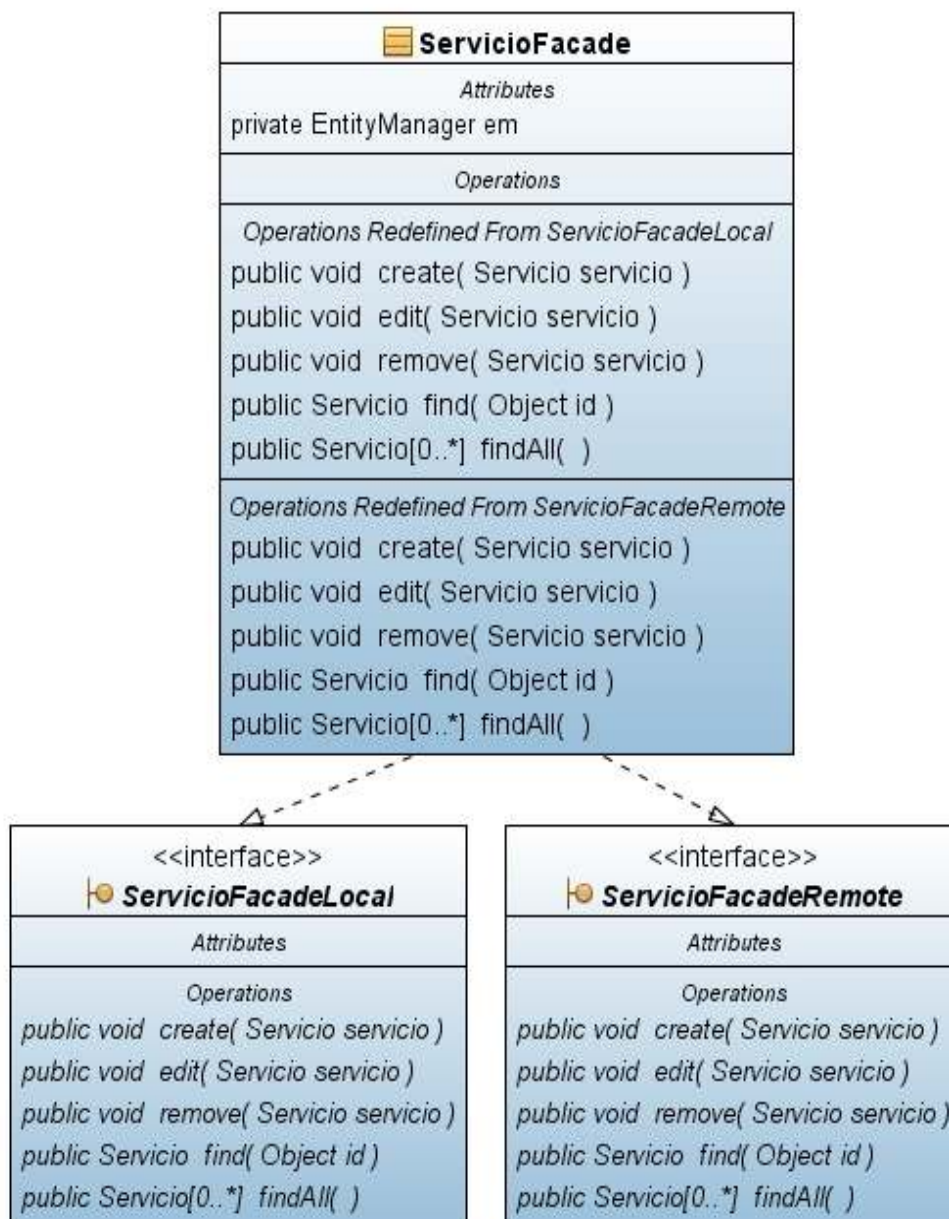 ServicioFacade
Attributes
private EntityManager em
Operations
Operations Redefined From ServicioFacadeLocal
public void create( Servicio servicio )
public void edit( Servicio servicio )
public void remove( Servicio servicio )
public Servicio find( Object id )
public Servicio[0..*] findAll( )
Operations Redefined From ServicioFacadeRemote
public void create( Servicio servicio )
public void edit( Servicio servicio )
public void remove( Servicio servicio )
public Servicio find( Object id )
public Servicio[0..*] findAll( )
<<interface>>
ServicioFacadeLocal
Attributes
Operations
public void create( Servicio servicio )
public void edit( Servicio servicio )
public void remove( Servicio servicio )
public Servicio find( Object id )
public Servicio[0..*] findAll( )
<<interface>>
ServicioFacadeRemote
Attributes
Operations
public void create( Servicio servicio )
public void edit( Servicio servicio )
public void remove( Servicio servicio )
public Servicio find( Object id )
public Servicio[0..*] findAll( )